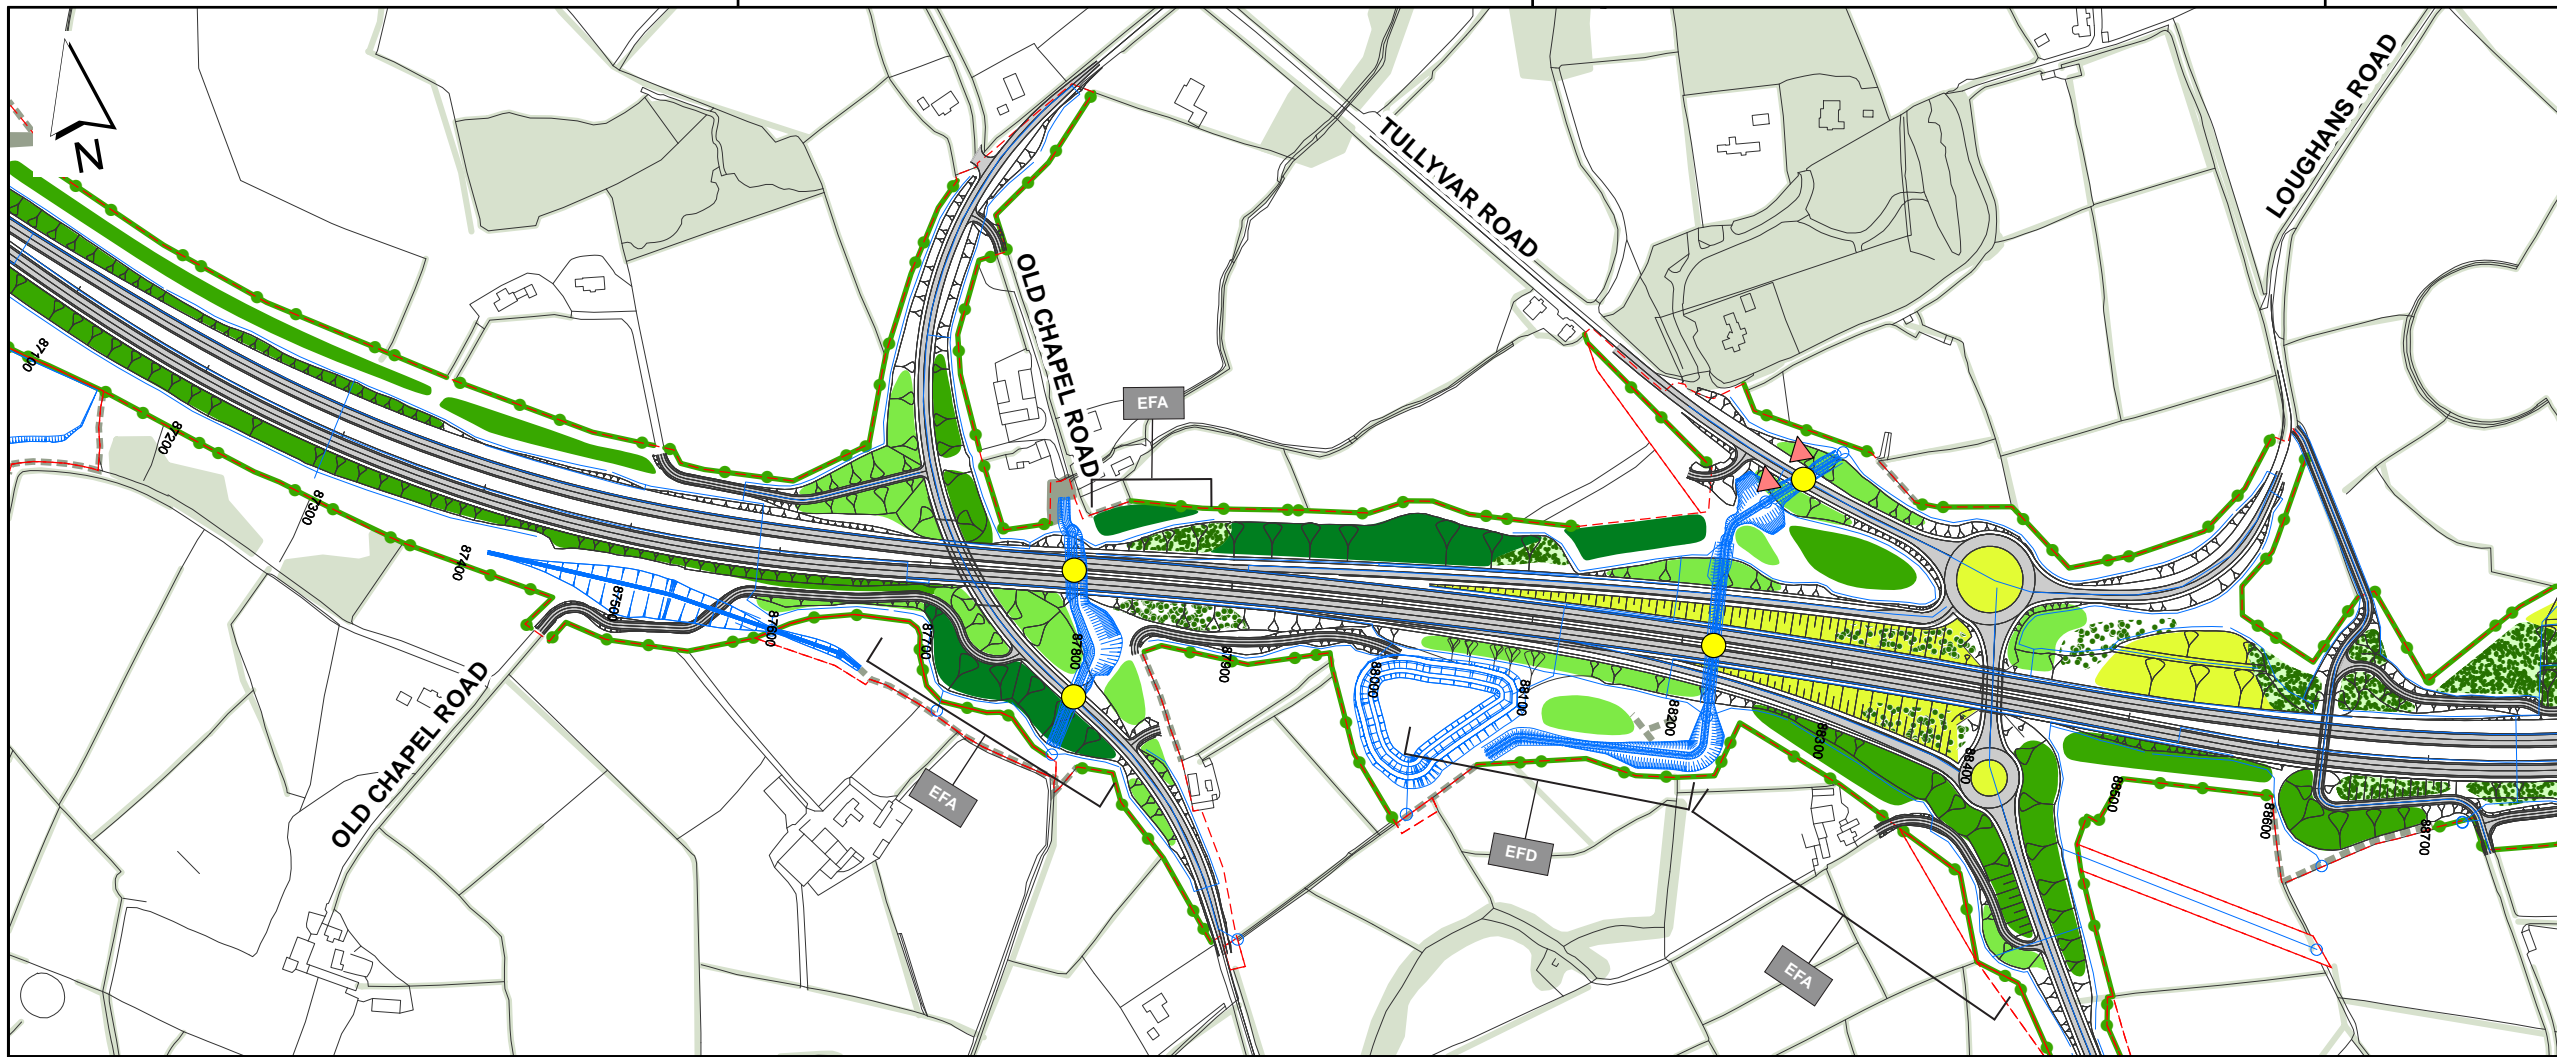 N
TULLYVAR ROAD
LOUGHANS ROAD
OLD CHAPEL ROAD
EFA
87100
87200
87300
87400
87500
87600
87700
87800
87900
88000
88100
88200
88300
88400
88500
88600
88700
OLD CHAPEL ROAD
EFA
EFD
EFA